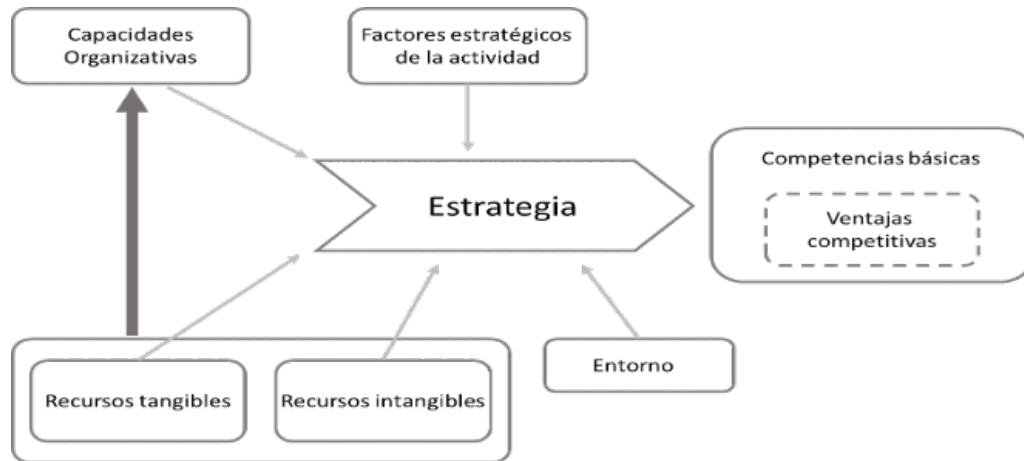 Capacidades
Organizativas
Factores estratégicos
de la actividad
Competencias básicas
Estrategia
Ventajas
competitivas
Entorno
Recursos tangibles
Recursos intangibles